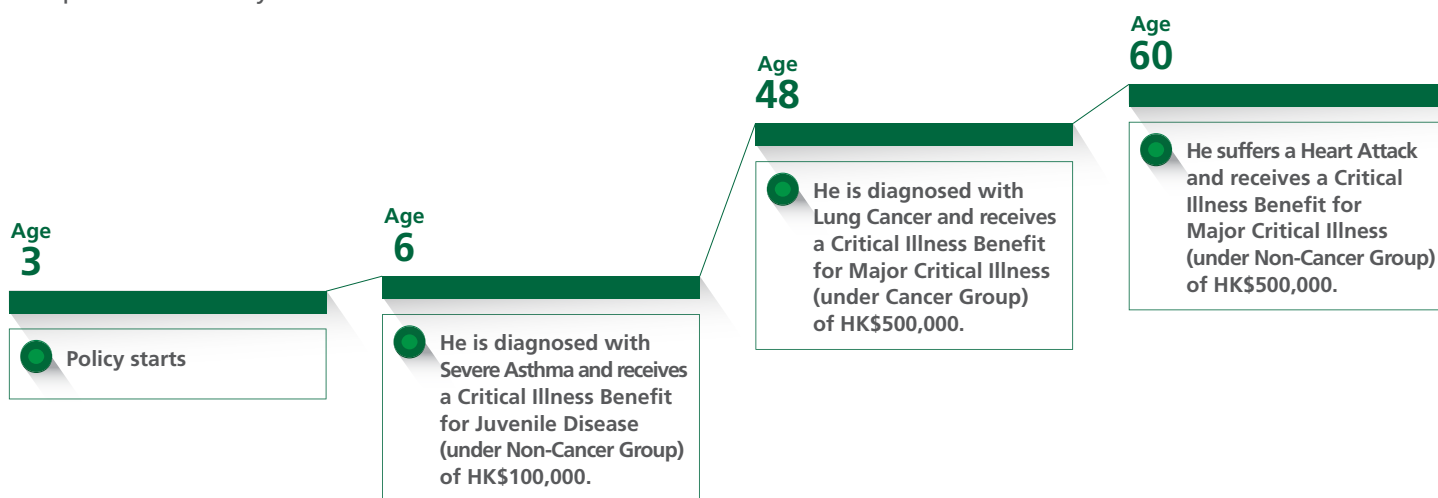 Age
3
Policy starts
Age
6
He is diagnosed with
Severe Asthma and receives
a Critical Illness Benefit
for Juvenile Disease
(under Non-Cancer Group)
of HK$100,000.
Age
48
He is diagnosed with
Lung Cancer and receives
a Critical Illness Benefit
for Major Critical Illness
(under Cancer Group)
of HK$500,000.
Age
60
He suffers a Heart Attack
and receives a Critical
Illness Benefit for
Major Critical Illness
(under Non-Cancer Group)
of HK$500,000.